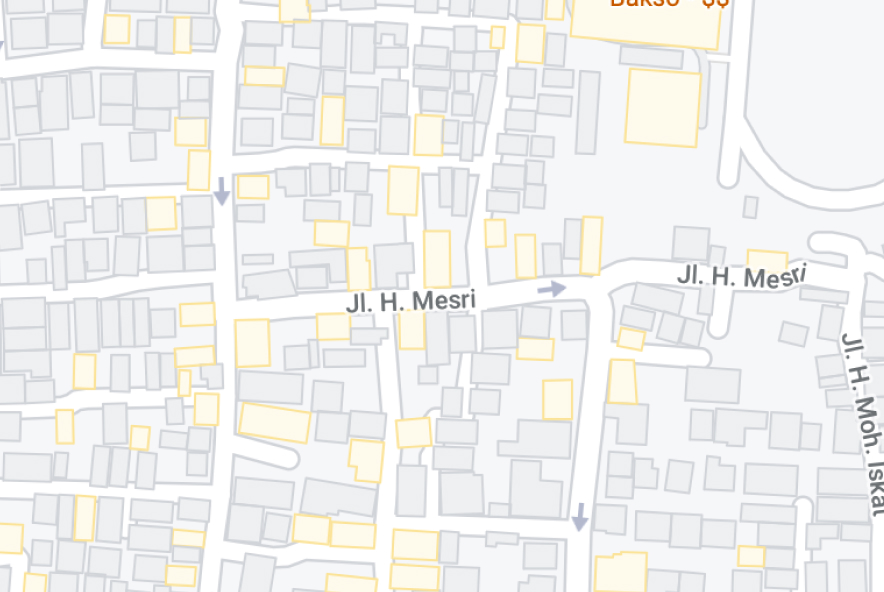 Bakso - $$
Jl. H. Mesri
Jl. H. Mesri
Jl. H. Moh. Iskat